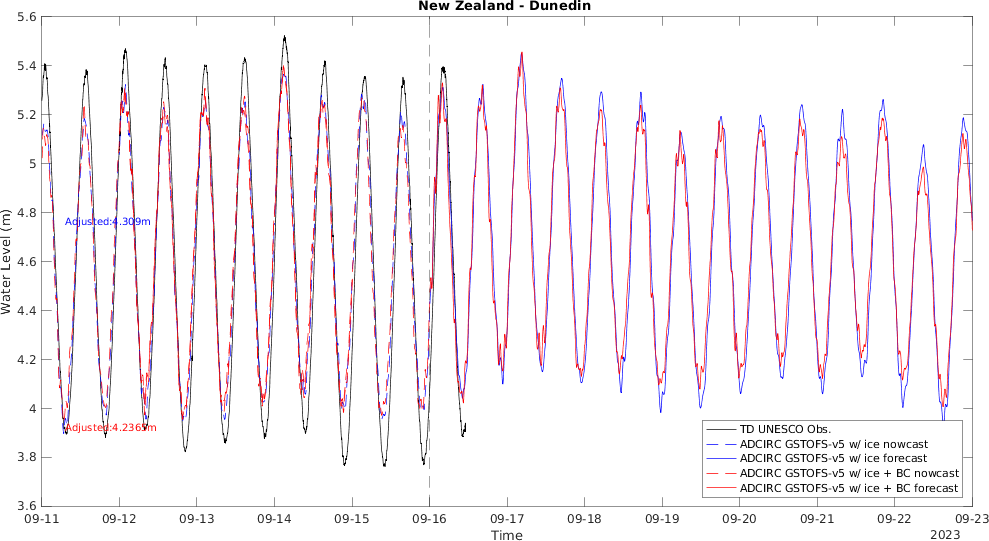 New Zealand - Dunedin
5.6
5.4
5.2
5
4.8
4.6
4.4
4.2
4
3.8
3.6
Water Level (m)
Adjusted:4.309m
Adjusted:4.2365m
TD UNESCO Obs.
ADCIRC GSTOFS-v5 w/ ice nowcast
ADCIRC GSTOFS-v5 w/ ice forecast
ADCIRC GSTOFS-v5 w/ ice + BC nowcast
ADCIRC GSTOFS-v5 w/ ice + BC forecast
09-11 09-12 09-13 09-14 09-15 09-16 09-17 09-18 09-19 09-20 09-21 09-22 09-23
Time
2023